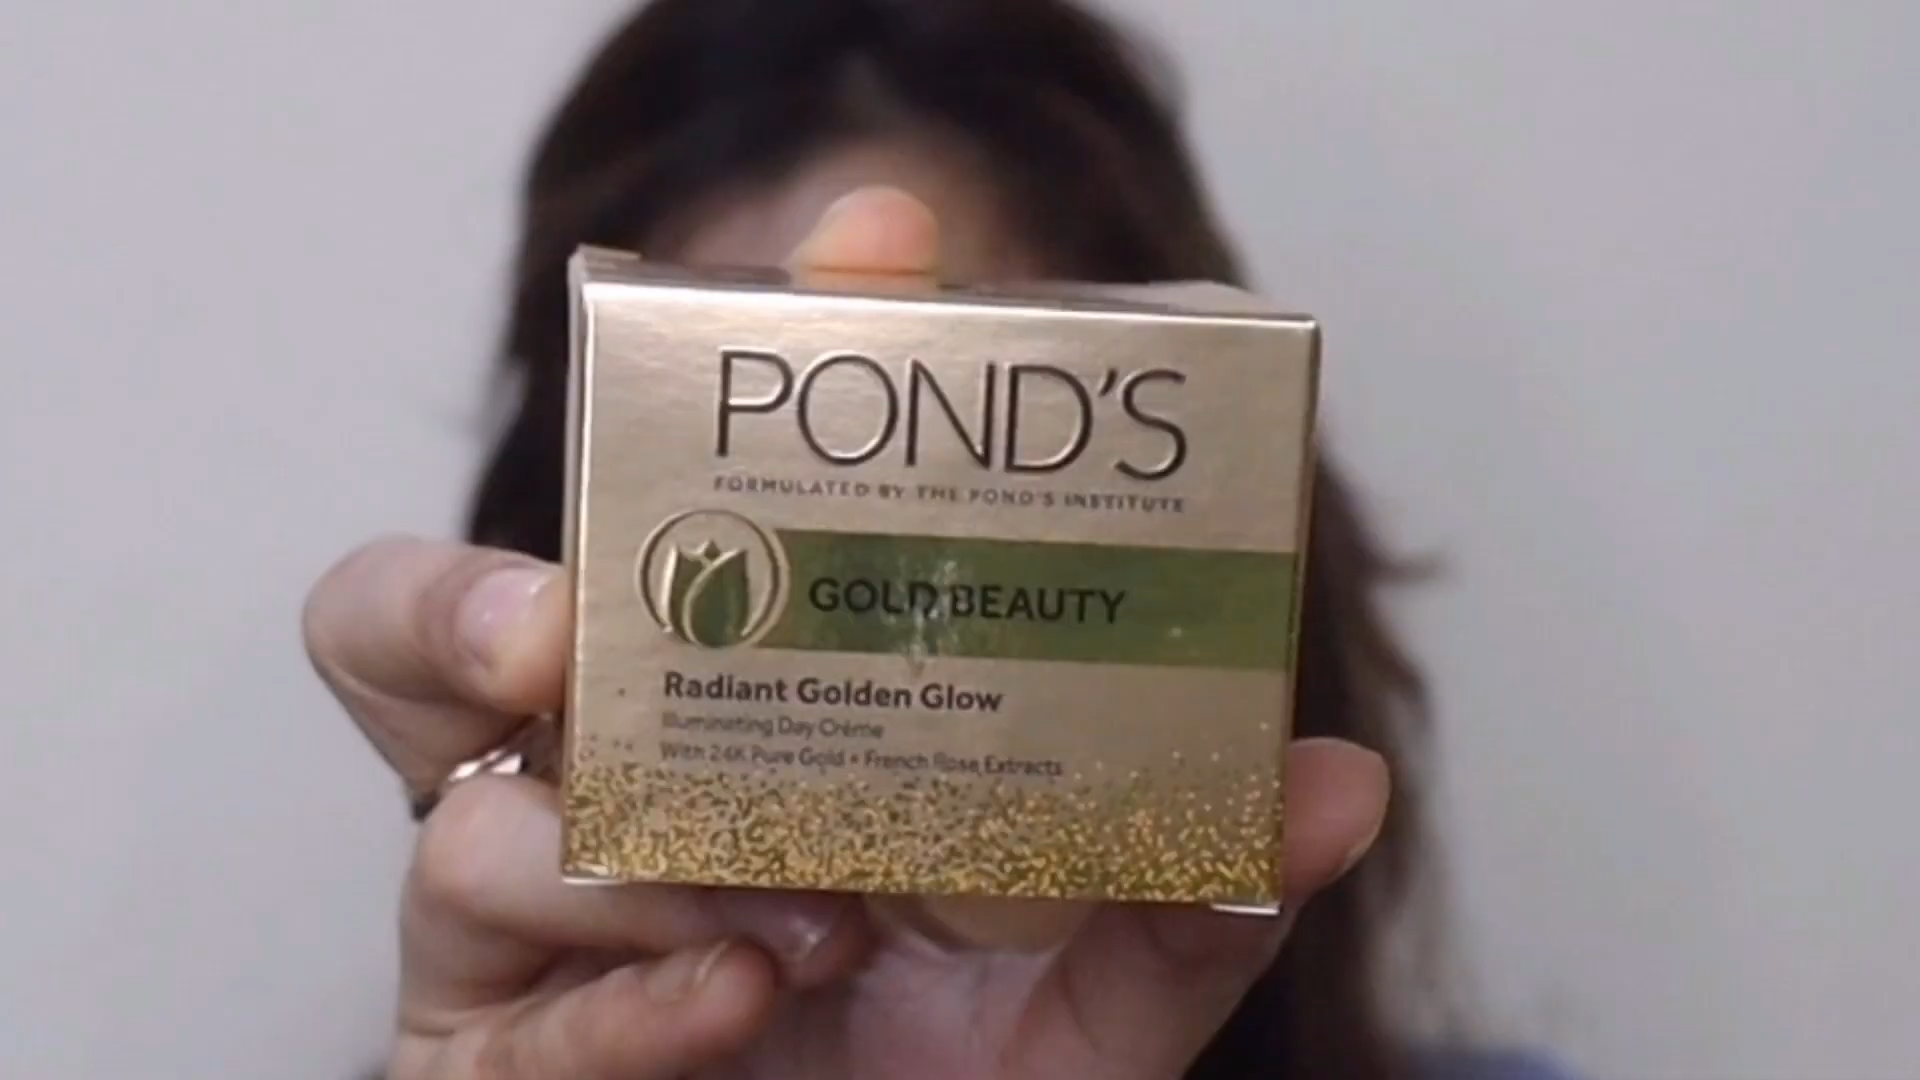 POND'S
FORMULATED BY THE POND'S INSTITUTE
GOLD BEAUTY
Radiant Golden Glow
Illuminating Day Crème
With 24K Pure Gold • French Rose Extracts